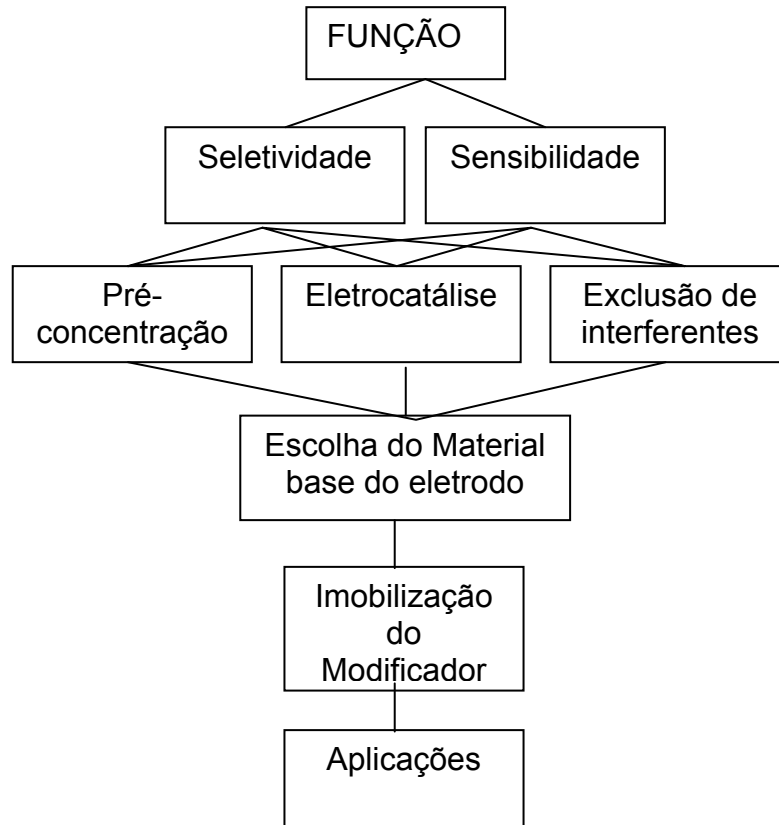 FUNÇÃO
Seletividade
Sensibilidade
Pré-
concentração
Eletrocatálise
Exclusão de
interferentes
Escolha do Material
base do eletrodo
Imobilização
do
Modificador
Aplicações